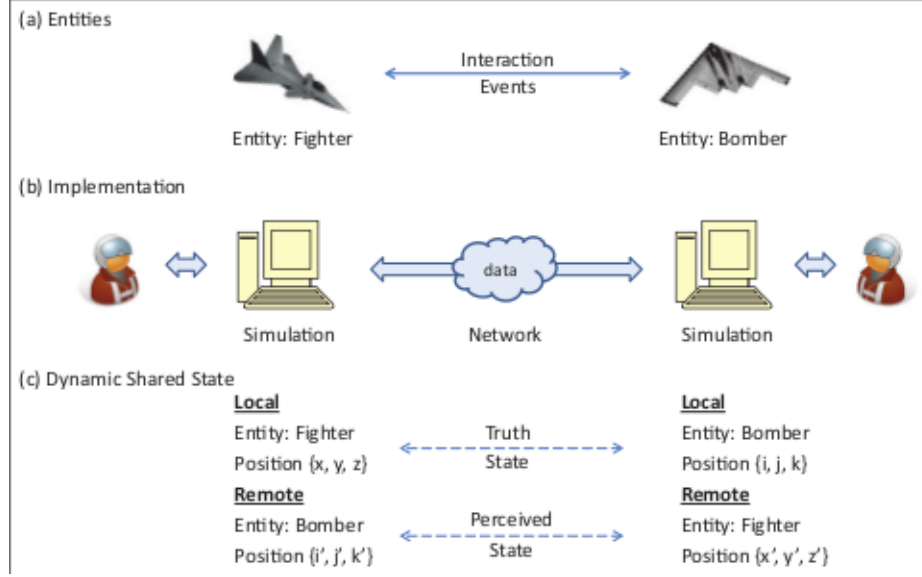 (a) Entities
Interaction
Events
Entity: Fighter
Entity: Bomber
(b) Implementation
data
Simulation
Network
Simulation
(c) Dynamic Shared State
Local
Entity: Fighter
Position {x, y, z}
Truth
State
Local
Entity: Bomber
Position {i, j, k}
Remote
Entity: Bomber
Position {i′, j′, k′}
Perceived
State
Remote
Entity: Fighter
Position {x′, y′, z′}